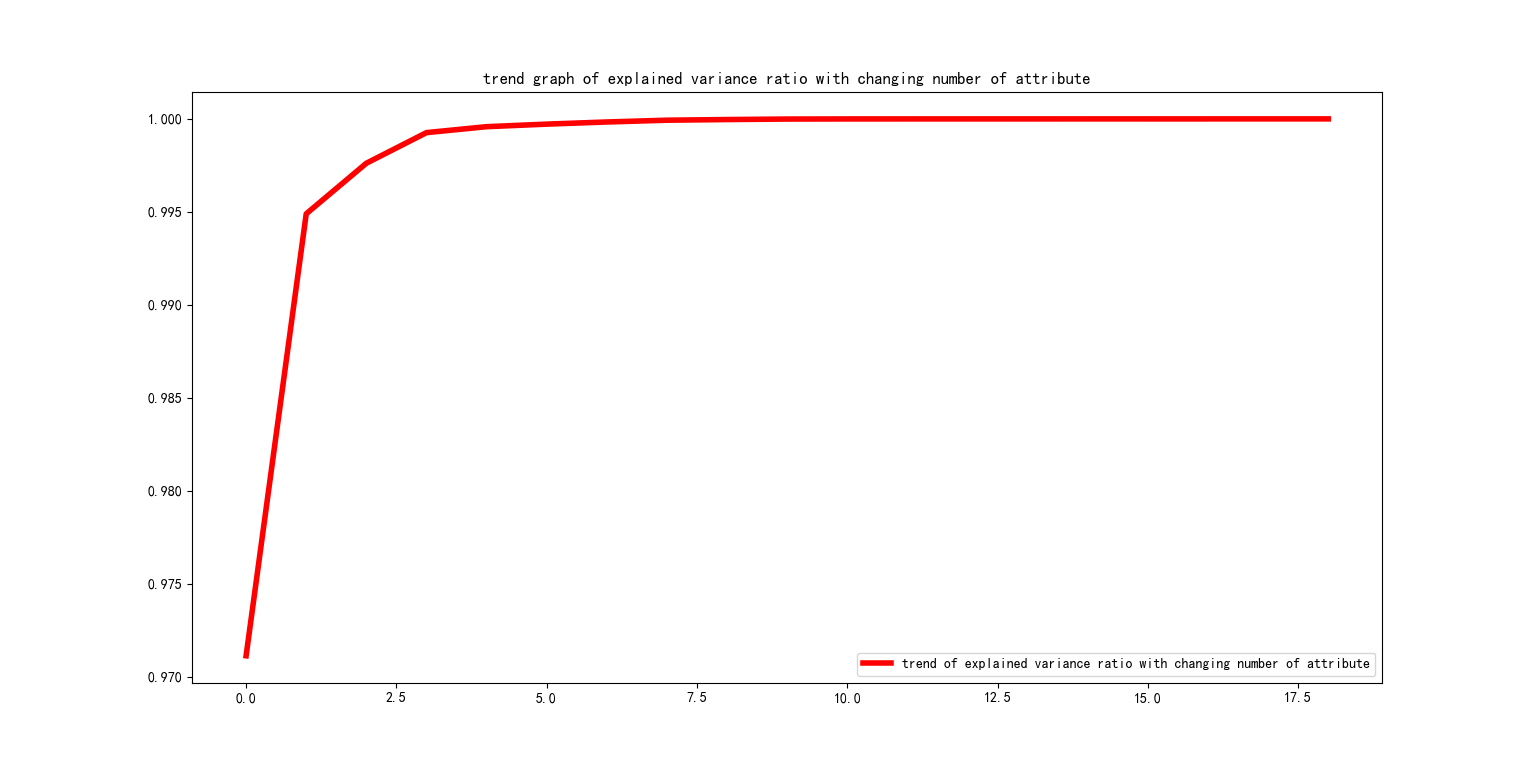 trend graph of explained variance ratio with changing number of attribute
1.000
0.995
0.990
0.985
0.980
0.975
0.970
trend of explained variance ratio with changing number of attribute
0.0 2.5 5.0 7.5 10.0 12.5 15.0 17.5